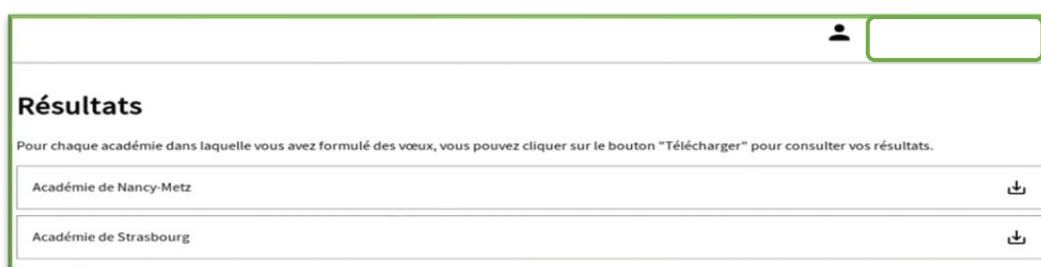 Résultats
Pour chaque académie dans laquelle vous avez formulé des vœux, vous pouvez cliquer sur le bouton "Télécharger" pour consulter vos résultats.
Académie de Nancy-Metz
Académie de Strasbourg